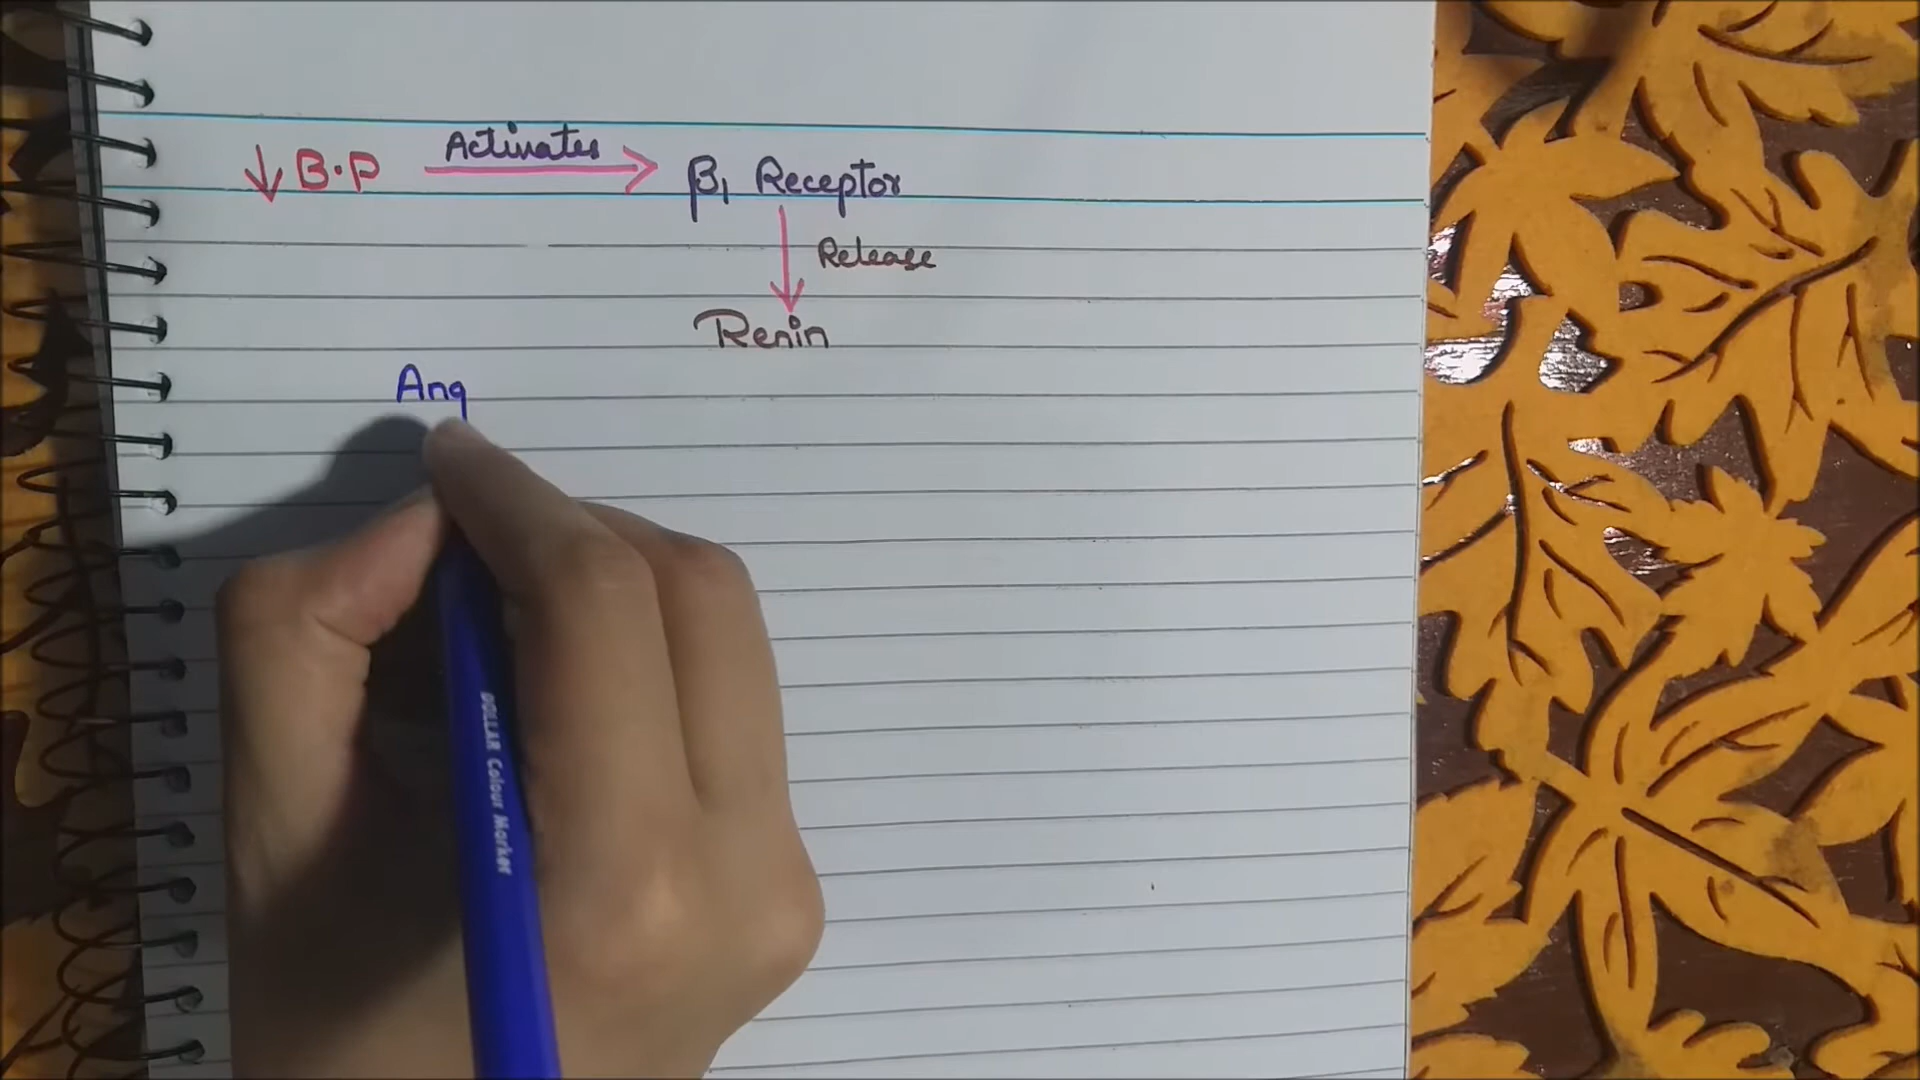 ↓ B.P Activates → β1 Receptor
↓ Release
Renin
Ang
DOLLAR Colour Marker